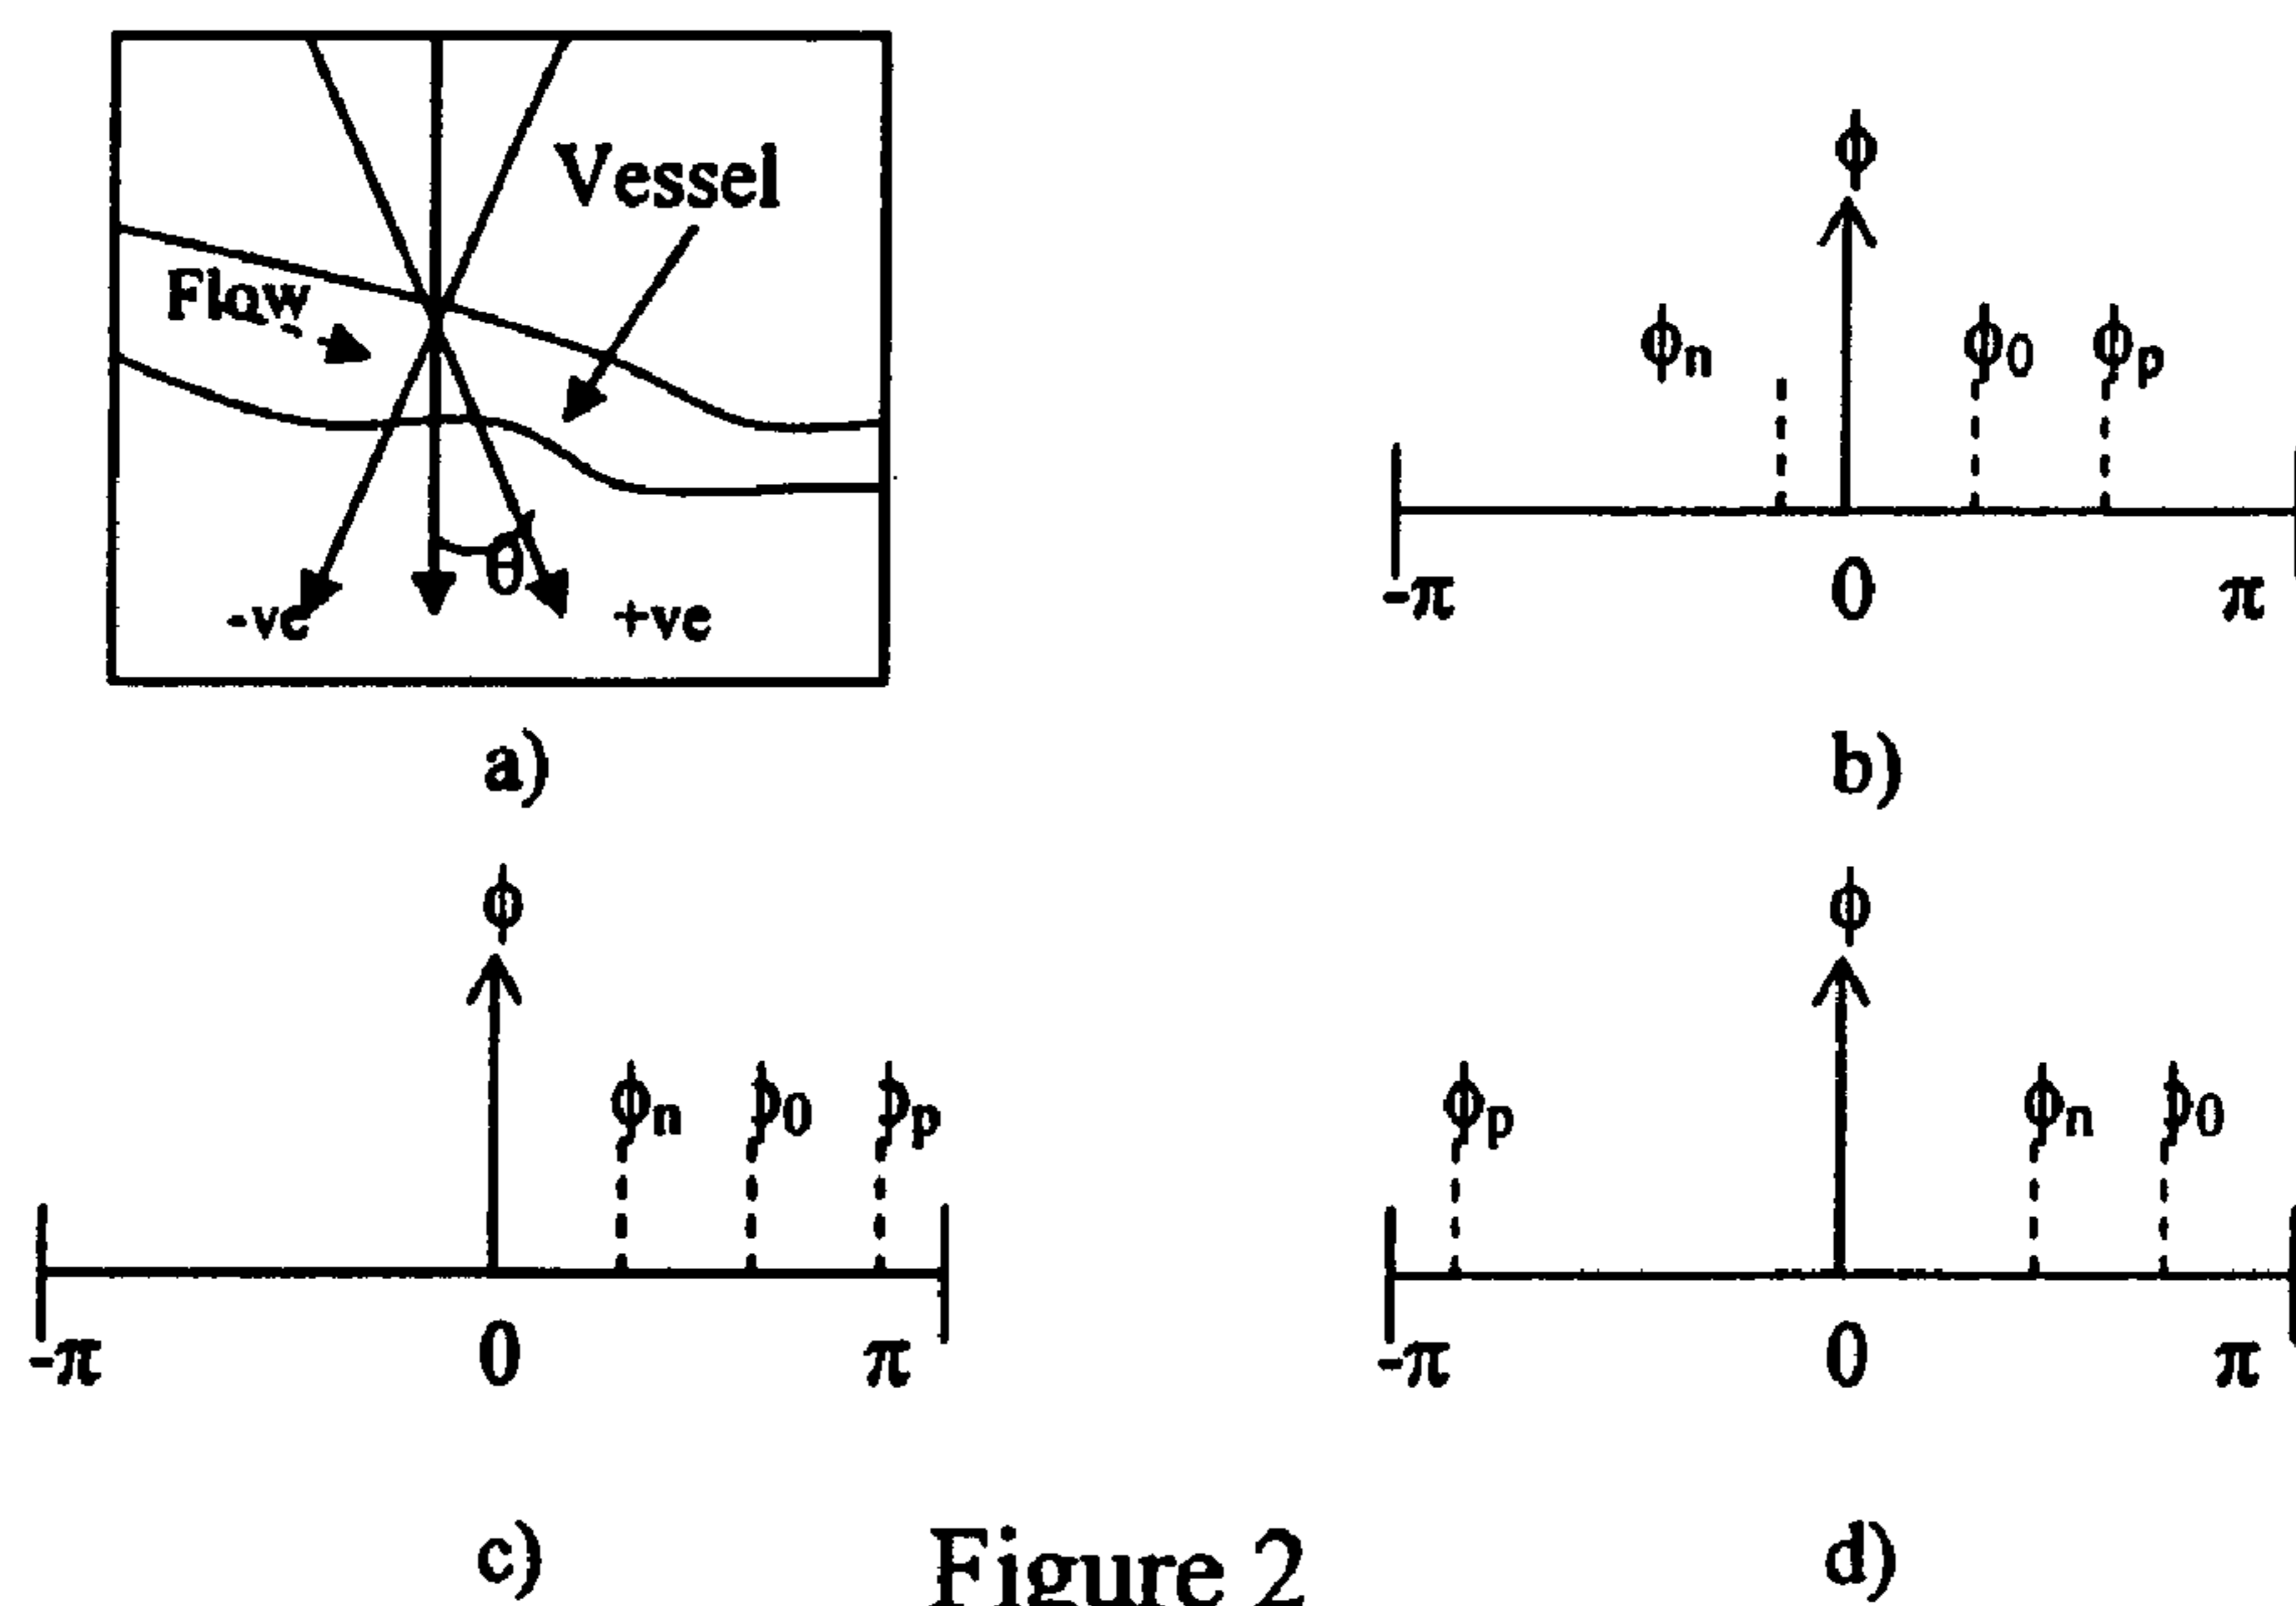 Vessel
Flow
θ
-ve +ve
a)
ϕ
ϕn ϕ0 ϕp
-π 0 π
b)
ϕ
ϕn ϕ0 ϕp
-π 0 π
c)
ϕ
ϕp ϕn ϕ0
-π 0 π
d)
Figure 2